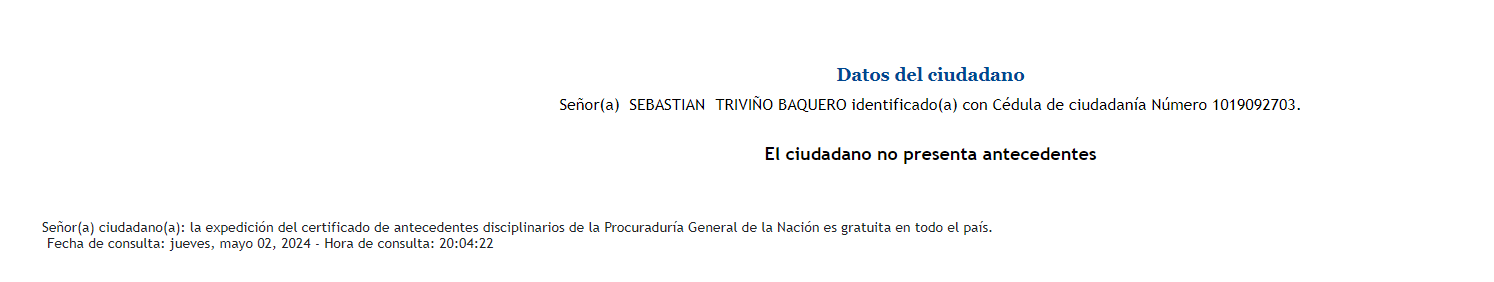 Datos del ciudadano
Señor(a) SEBASTIAN TRIVIÑO BAQUERO identificado(a) con Cédula de ciudadanía Número 1019092703.
El ciudadano no presenta antecedentes
Señor(a) ciudadano(a): la expedición del certificado de antecedentes disciplinarios de la Procuraduría General de la Nación es gratuita en todo el país.
Fecha de consulta: jueves, mayo 02, 2024 - Hora de consulta: 20:04:22